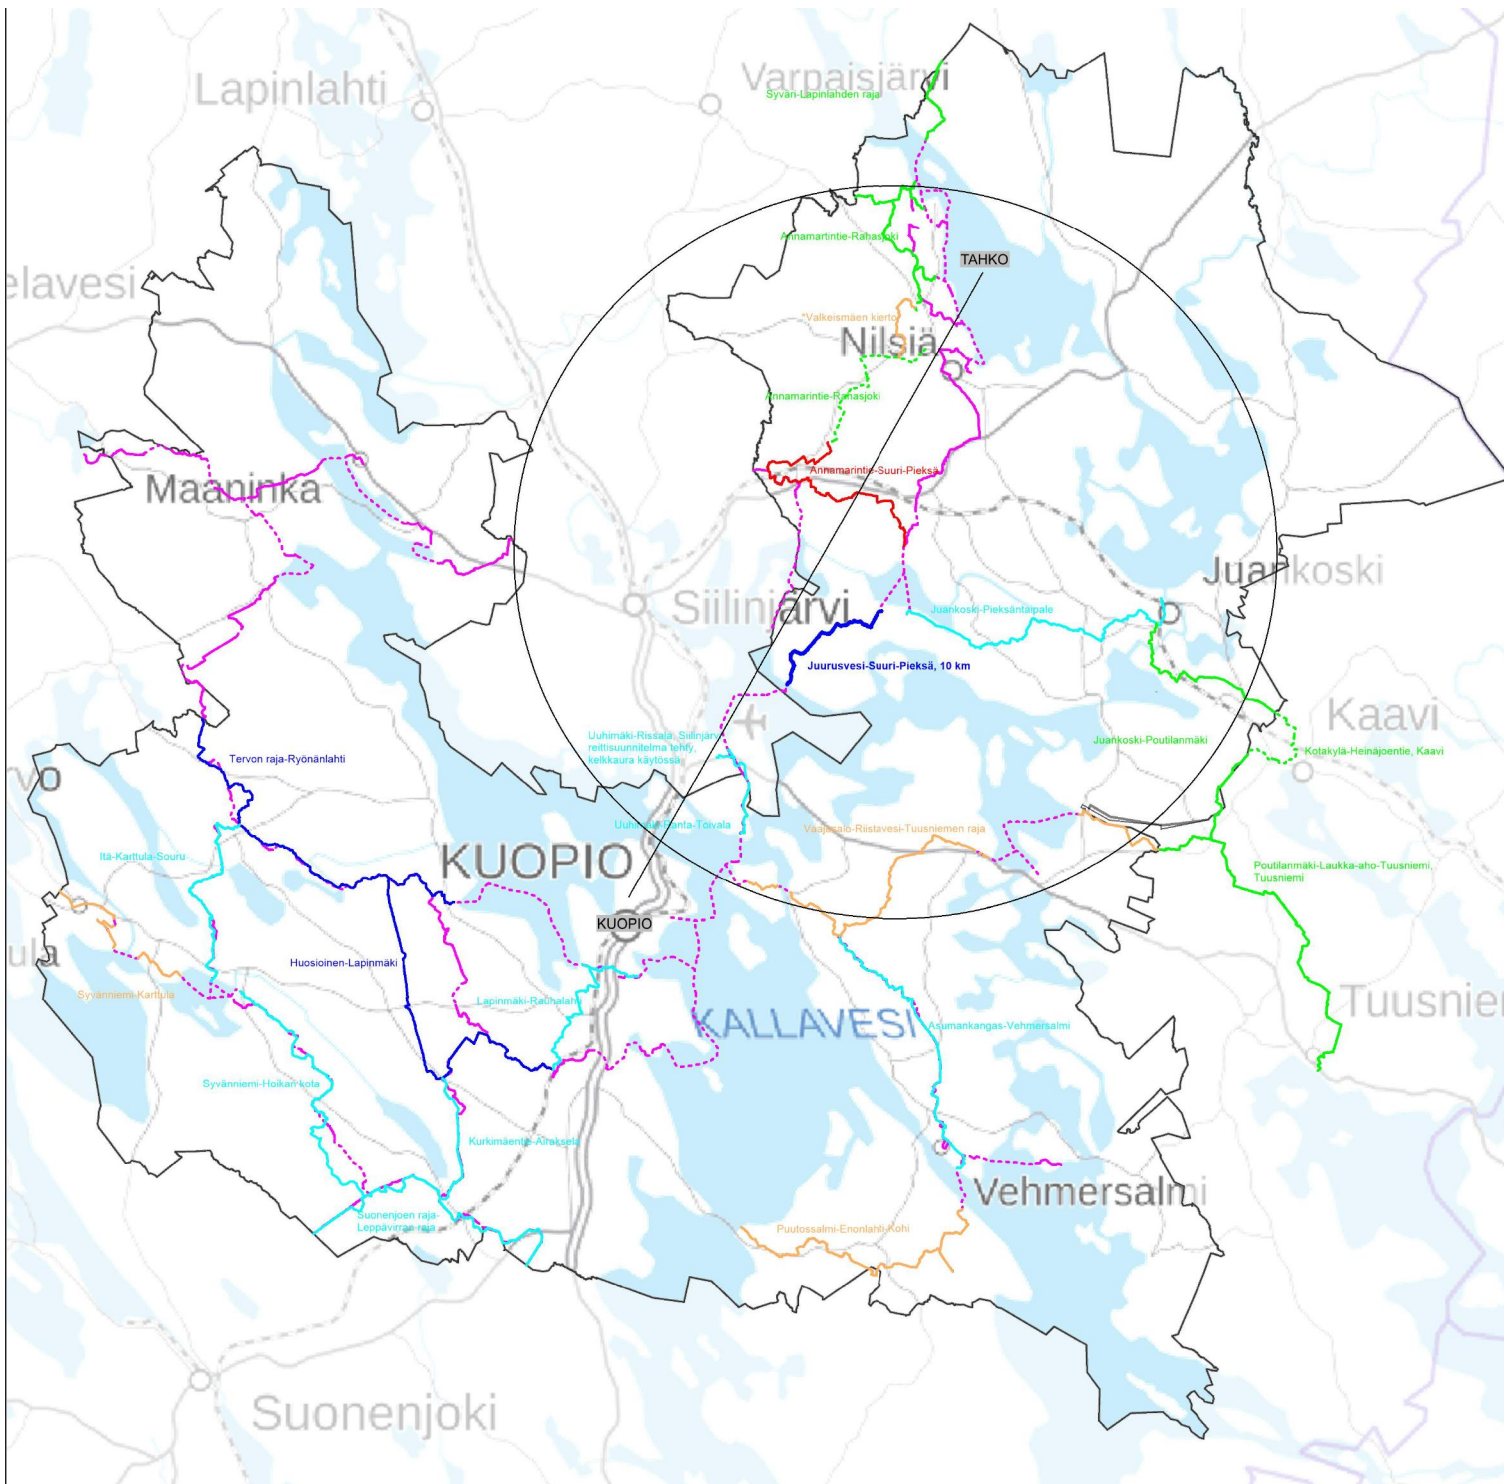 Lapinlahti
Varpaisjärvi
Syväri-Lapinlahden raja
Annamartintie-Rahasjoki
TAHKO
elavesi
*Valkeismäen kierto
Nilsiä
Annamarintie-Rahasjoki
Annamarintie-Suuri-Pieksä
Maaninka
Juankoski
Siilinjärvi
Juankoski-Pieksäntaipale
Juurusvesi-Suuri-Pieksä, 10 km
Kaavi
Uuhimäki-Rissala, Siilinjärvi
reittisuunnitelma tehty,
kelkkaura käytössä
Juankoski-Poutilanmäki
Kotakylä-Heinäjoentie, Kaavi
Tervon raja-Ryönänlahti
rvo
Uuhimäki-Ranta-Toivala
Vaajasalo-Riistavesi-Tuusniemen raja
Itä-Karttula-Souru
KUOPIO
Poutilanmäki-Laukka-aho-Tuusniemi,
Tuusniemi
KUOPIO
ula
Huosioinen-Lapinmäki
Syvänniemi-Karttula
Lapinmäki-Rauhalahti
Tuusnier
KALLAVESI
Asumankangas-Vehmersalmi
Syvänniemi-Hoikan kota
Kurkimäentie-Airaksela
Vehmersalmi
Suonenjoen raja-
Leppävirran raja
Puutossalmi-Enonlahti-Kohi
Suonenjoki